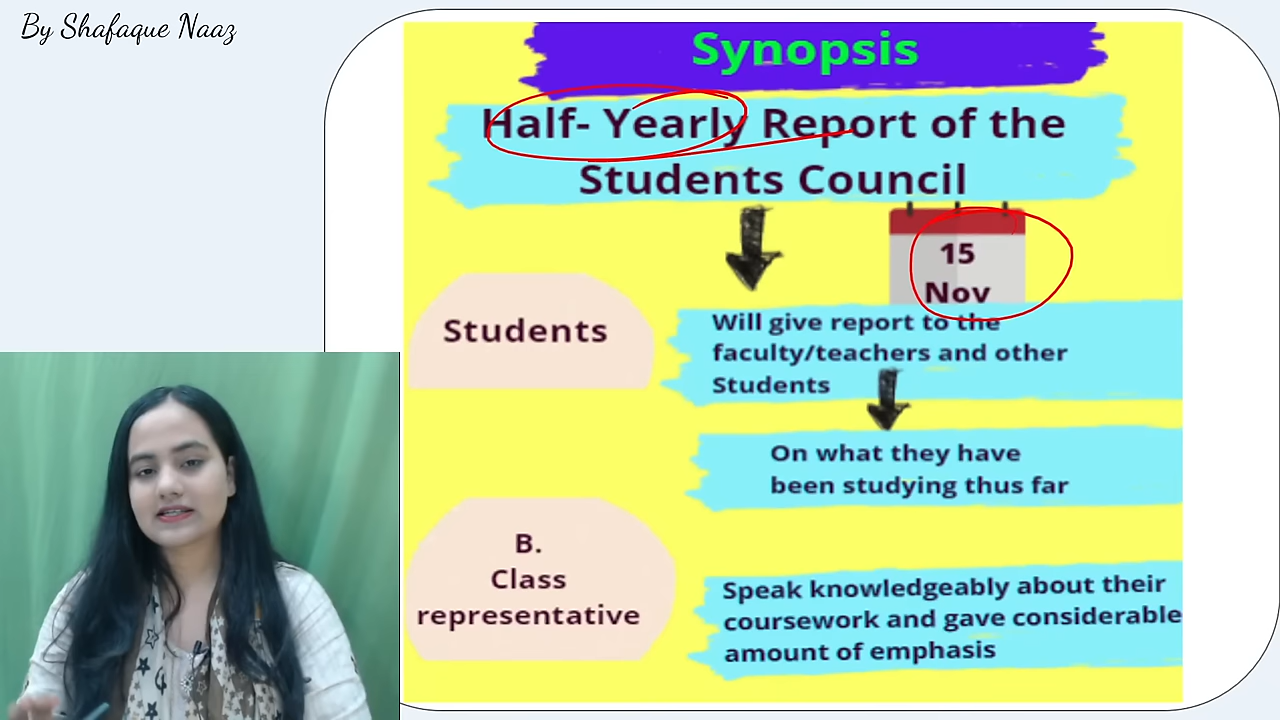 By Shafaque Naaz
Synopsis
Half- Yearly Report of the
Students Council
15
Nov
Students
Will give report to the
faculty/teachers and other
Students
On what they have
been studying thus far
B.
Class
representative
Speak knowledgeably about their
coursework and gave considerable
amount of emphasis